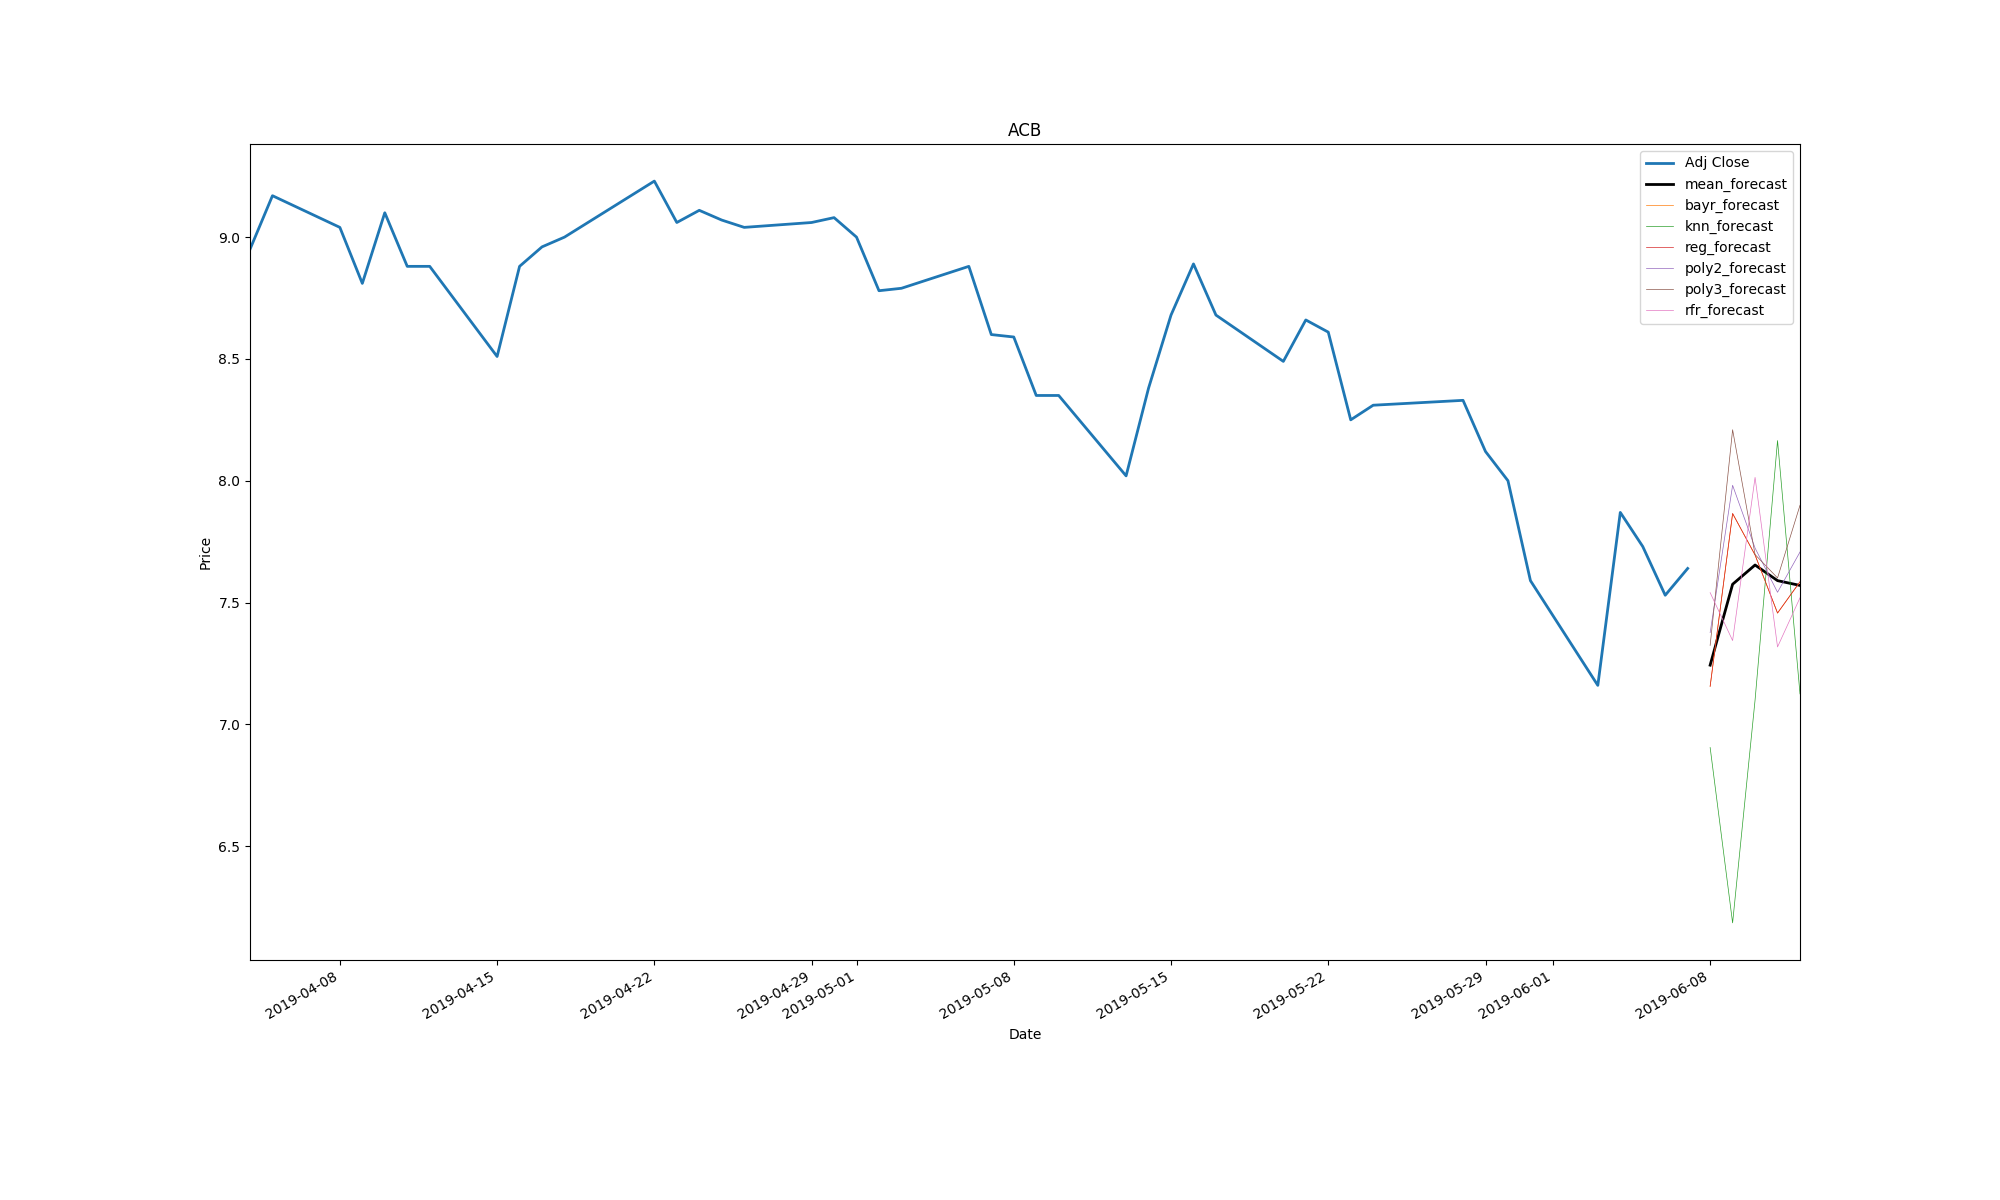 ACB
Adj Close
mean_forecast
bayr_forecast
knn_forecast
reg_forecast
poly2_forecast
poly3_forecast
rfr_forecast
9.0
8.5
8.0
7.5
7.0
6.5
Price
2019-04-08
2019-04-15
2019-04-22
2019-04-29
2019-05-01
2019-05-08
2019-05-15
2019-05-22
2019-05-29
2019-06-01
2019-06-08
Date